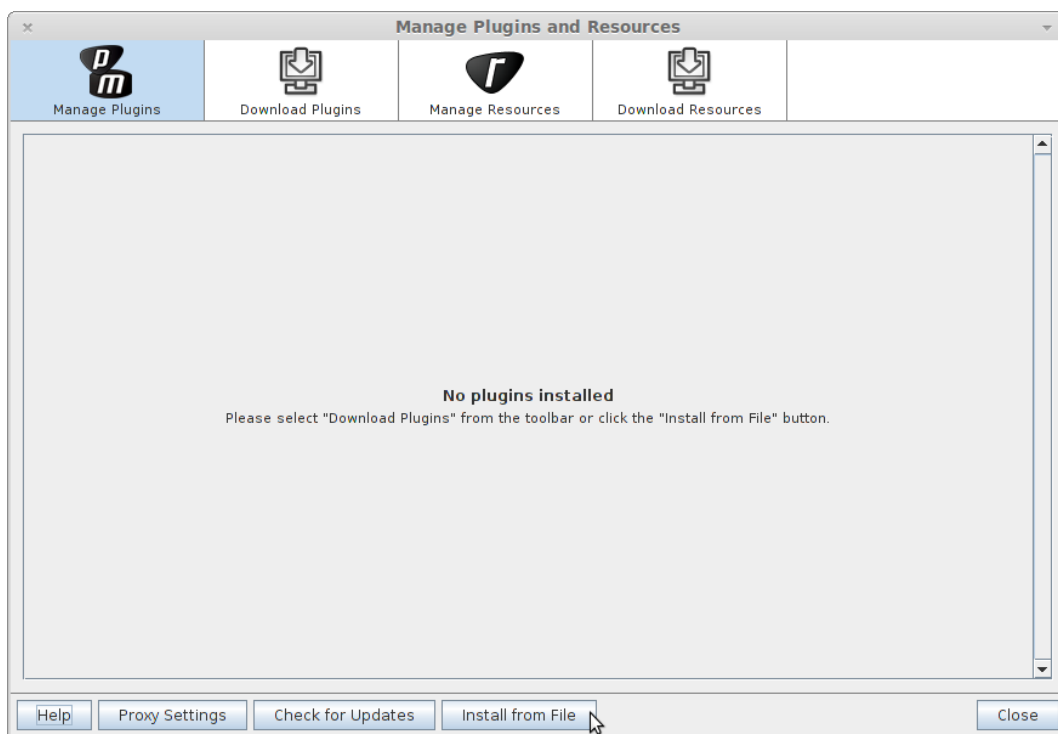 Manage Plugins and Resources
Manage Plugins
Download Plugins
Manage Resources
Download Resources
No plugins installed
Please select "Download Plugins" from the toolbar or click the "Install from File" button.
Help
Proxy Settings
Check for Updates
Install from File
Close